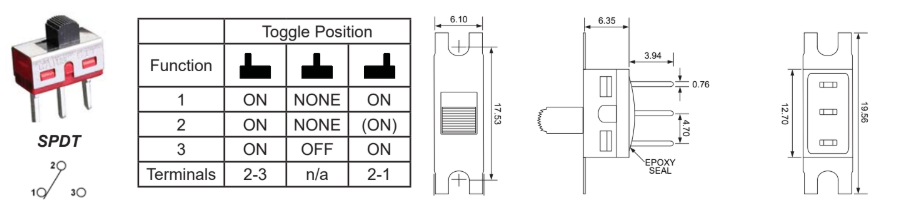 SPDT
2
1
3
Toggle Position
Function
1 ON NONE ON
2 ON NONE (ON)
3 ON OFF ON
Terminals 2-3 n/a 2-1
6.10
17.53
6.35
3.94
0.76
4.70
EPOXY
SEAL
12.70
19.56